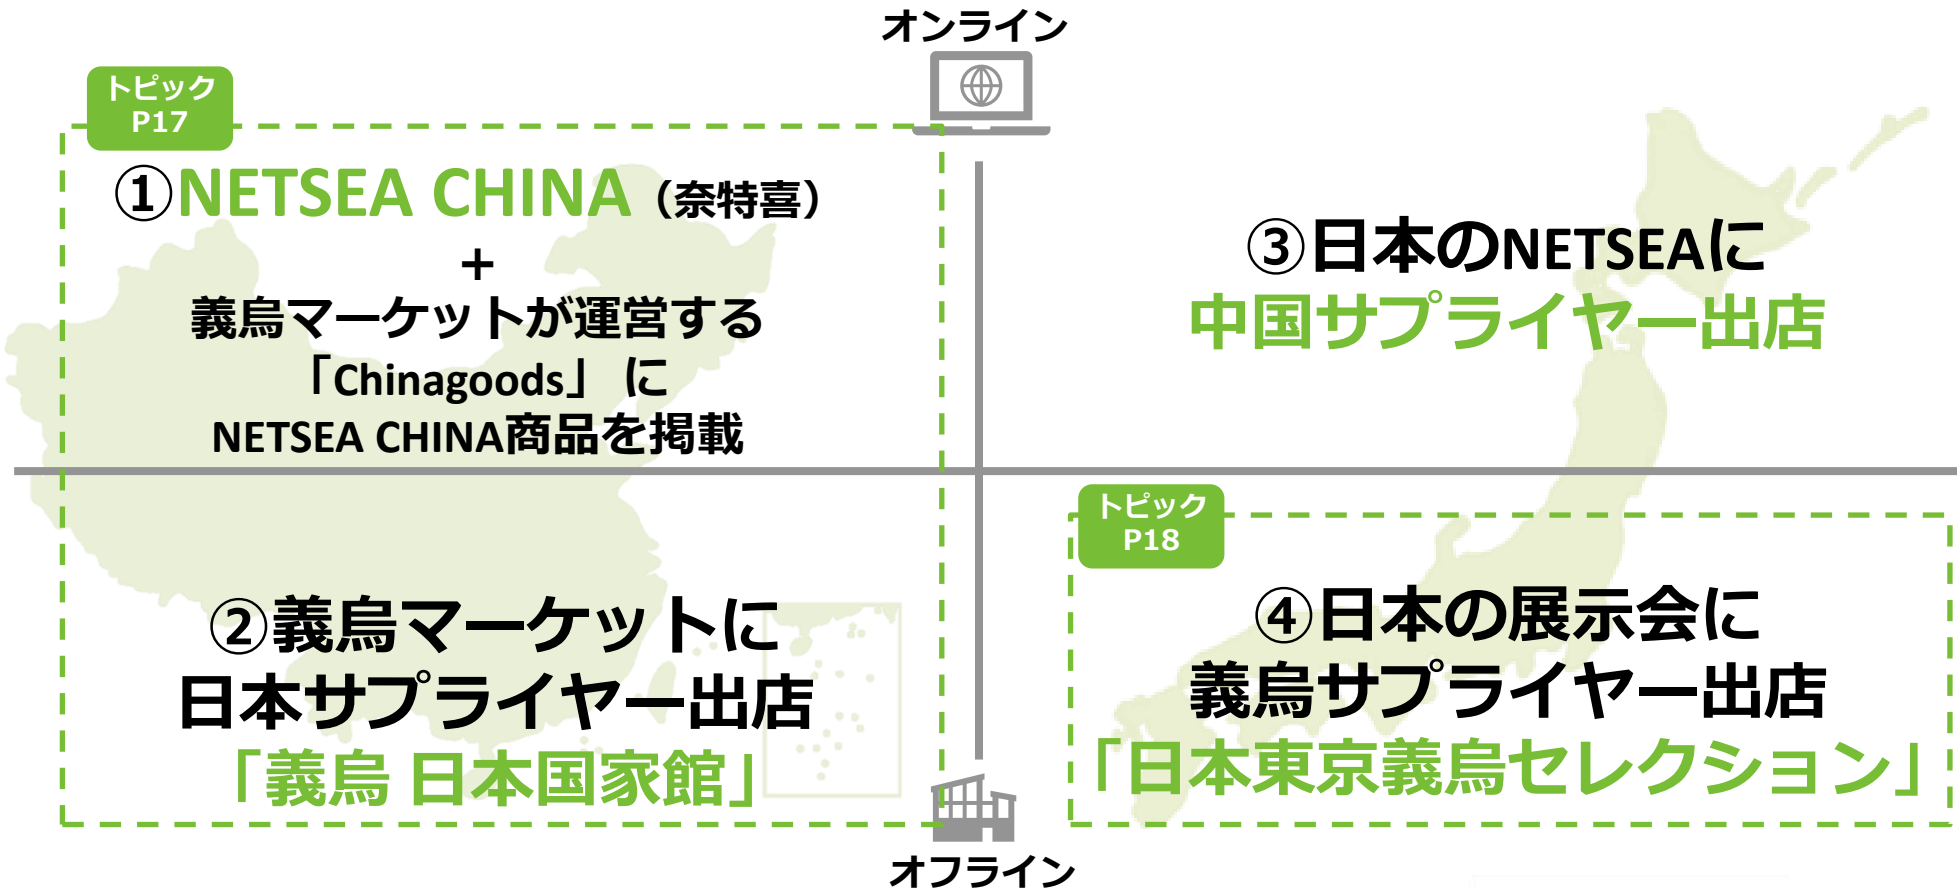 オンライン
トピック
P17
①NETSEA CHINA（奈特喜）
+
義烏マーケットが運営する
「Chinagoods」に
NETSEA CHINA商品を掲載
③日本のNETSEAに
中国サプライヤー出店
②義烏マーケットに
日本サプライヤー出店
「義烏 日本国家館」
トピック
P18
④日本の展示会に
義烏サプライヤー出店
「日本東京義烏セレクション」
オフライン